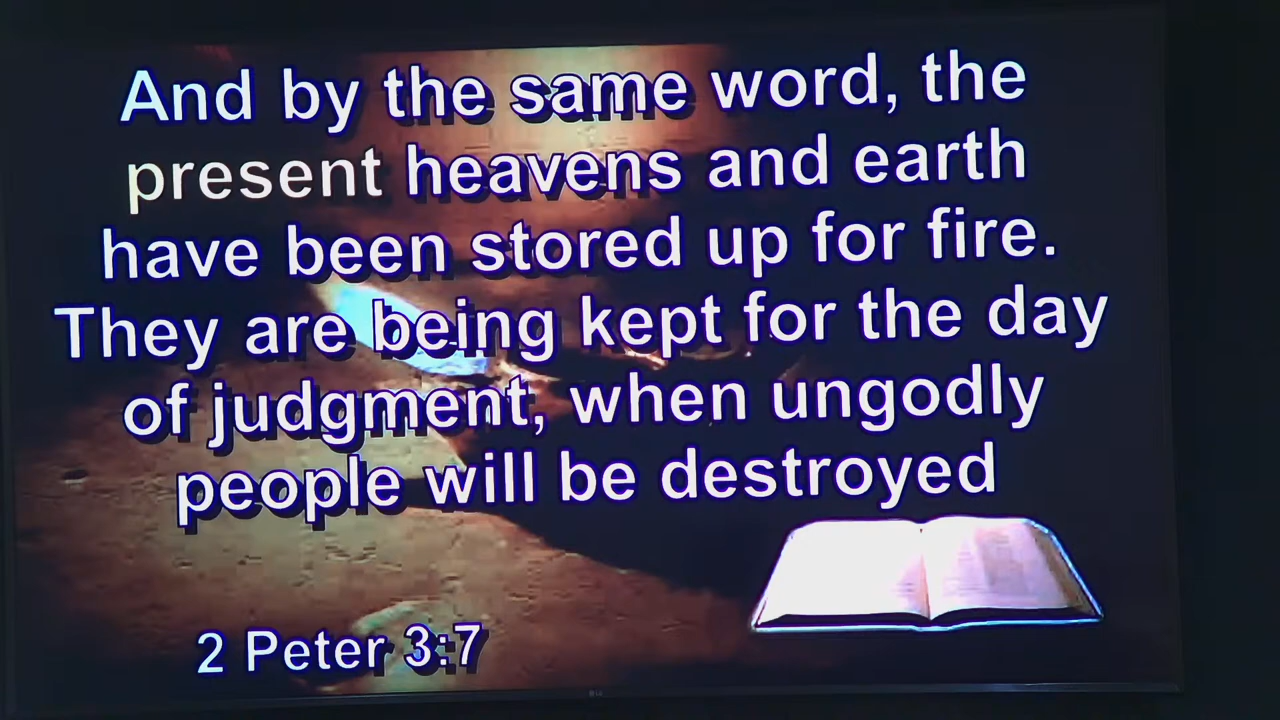 And by the same word, the
present heavens and earth
have been stored up for fire.
They are being kept for the day
of judgment, when ungodly
people will be destroyed
2 Peter 3:7